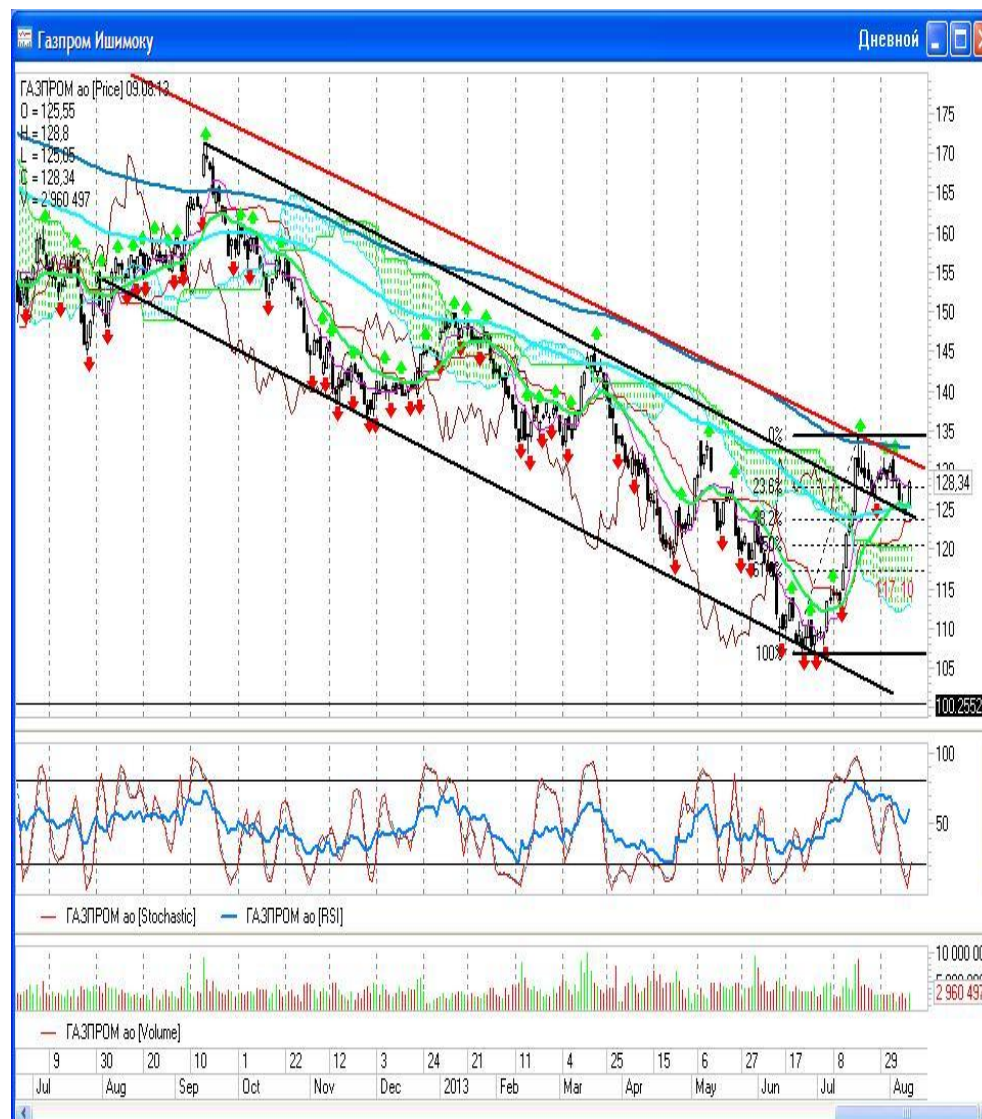 Газпром Ишимоку
Дневной
ГАЗПРОМ ао [Price] 09.08.13
O = 125,55
H = 128,8
L = 125,05
C = 128,34
V = 2 960 497
175
170
165
160
155
150
145
140
135
128,34
125
120
115
110
105
100.2552
0%
23,6%
50%
100%
117,10
100
50
ГАЗПРОМ ао [Stochastic]
ГАЗПРОМ ао [RSI]
10 000 00
2 960 497
ГАЗПРОМ ао [Volume]
9 30 20 10 1 22 12 3 24 21 11 4 25 15 6 27 17 8 29
Jul Aug Sep Oct Nov Dec 2013 Feb Mar Apr May Jun Jul Aug